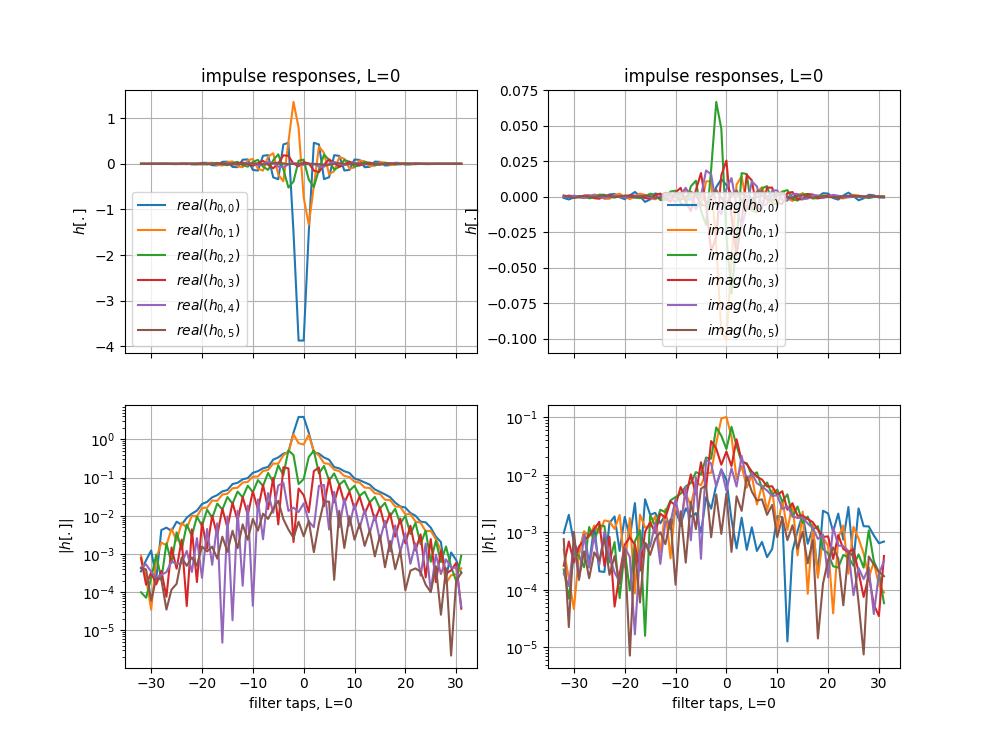 impulse responses, L=0
1
0
−1
−2
−3
−4
h[.]
real(h0,0)
real(h0,1)
real(h0,2)
real(h0,3)
real(h0,4)
real(h0,5)
impulse responses, L=0
0.075
0.050
0.025
0.000
−0.025
−0.050
−0.075
−0.100
h[.]
imag(h0,0)
imag(h0,1)
imag(h0,2)
imag(h0,3)
imag(h0,4)
imag(h0,5)
10^0
10^−1
10^−2
10^−3
10^−4
10^−5
|h[.]|
−30 −20 −10 0 10 20 30
filter taps, L=0
10^−1
10^−2
10^−3
10^−4
10^−5
|h[.]|
−30 −20 −10 0 10 20 30
filter taps, L=0